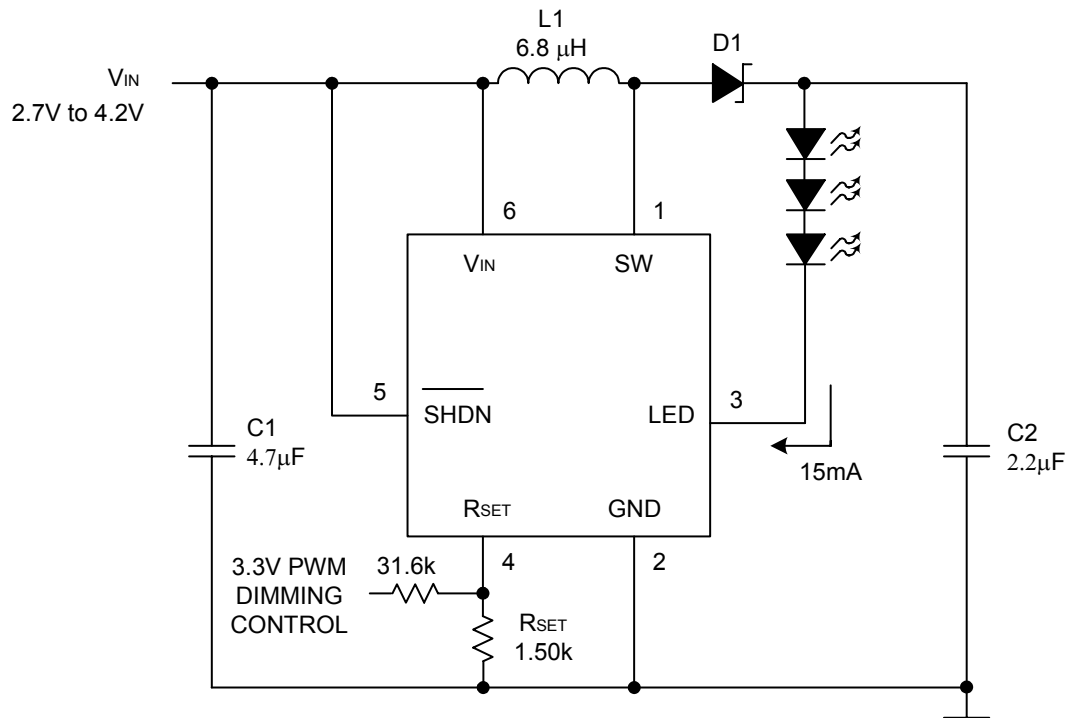 L1
6.8 μH
D1
VIN
2.7V to 4.2V
6
1
VIN
SW
5
SHDN
LED
3
C1
4.7μF
15mA
C2
2.2μF
RSET
GND
3.3V PWM
DIMMING
CONTROL
31.6k
4
2
RSET
1.50k